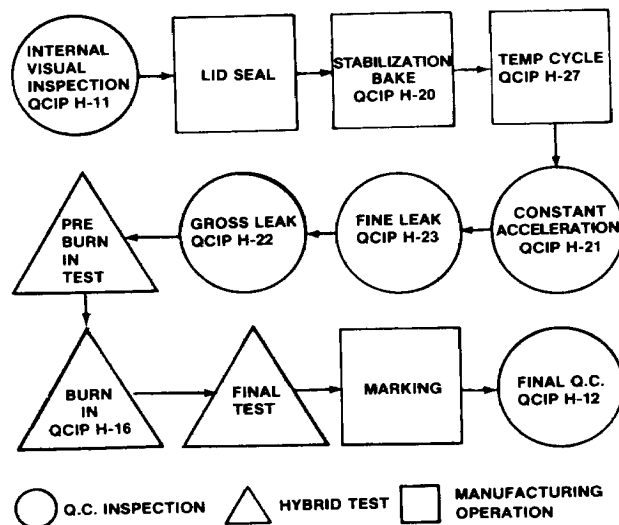 INTERNAL
VISUAL
INSPECTION
QCIP H-11
LID SEAL
STABILIZATION
BAKE
QCIP H-20
TEMP CYCLE
QCIP H-27
PRE
BURN
IN
TEST
GROSS LEAK
QCIP H-22
FINE LEAK
QCIP H-23
CONSTANT
ACCELERATION
QCIP H-21
BURN
IN
QCIP H-16
FINAL
TEST
MARKING
FINAL Q.C.
QCIP H-12
Q.C. INSPECTION
HYBRID TEST
MANUFACTURING
OPERATION